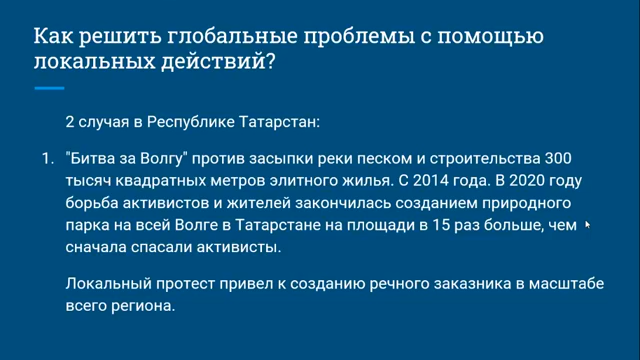 Как решить глобальные проблемы с помощью
локальных действий?
2 случая в Республике Татарстан:
1. "Битва за Волгу" против засыпки реки песком и строительства 300
тысяч квадратных метров элитного жилья. С 2014 года. В 2020 году
борьба активистов и жителей закончилась созданием природного
парка на всей Волге в Татарстане на площади в 15 раз больше, чем
сначала спасали активисты.
Локальный протест привел к созданию речного заказника в масштабе
всего региона.